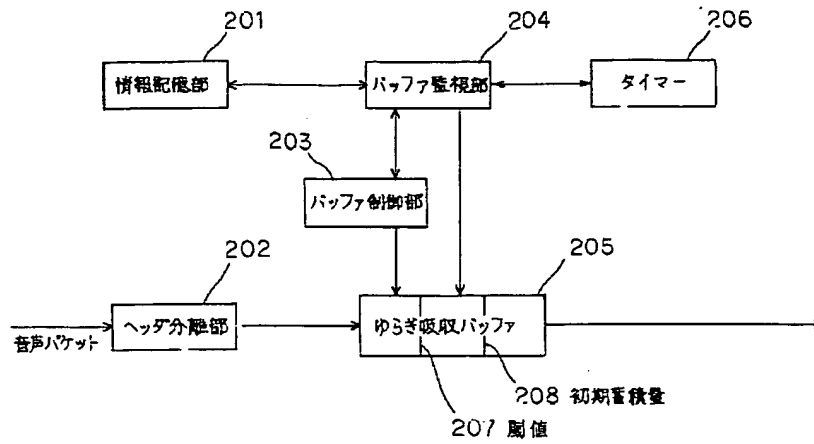 201
204
206
情報記憶部
バッファ監視部
タイマー
203
バッファ制御部
202
205
音声パケット
ヘッダ分離部
ゆらぎ吸収バッファ
208 初期蓄積量
207 閾値